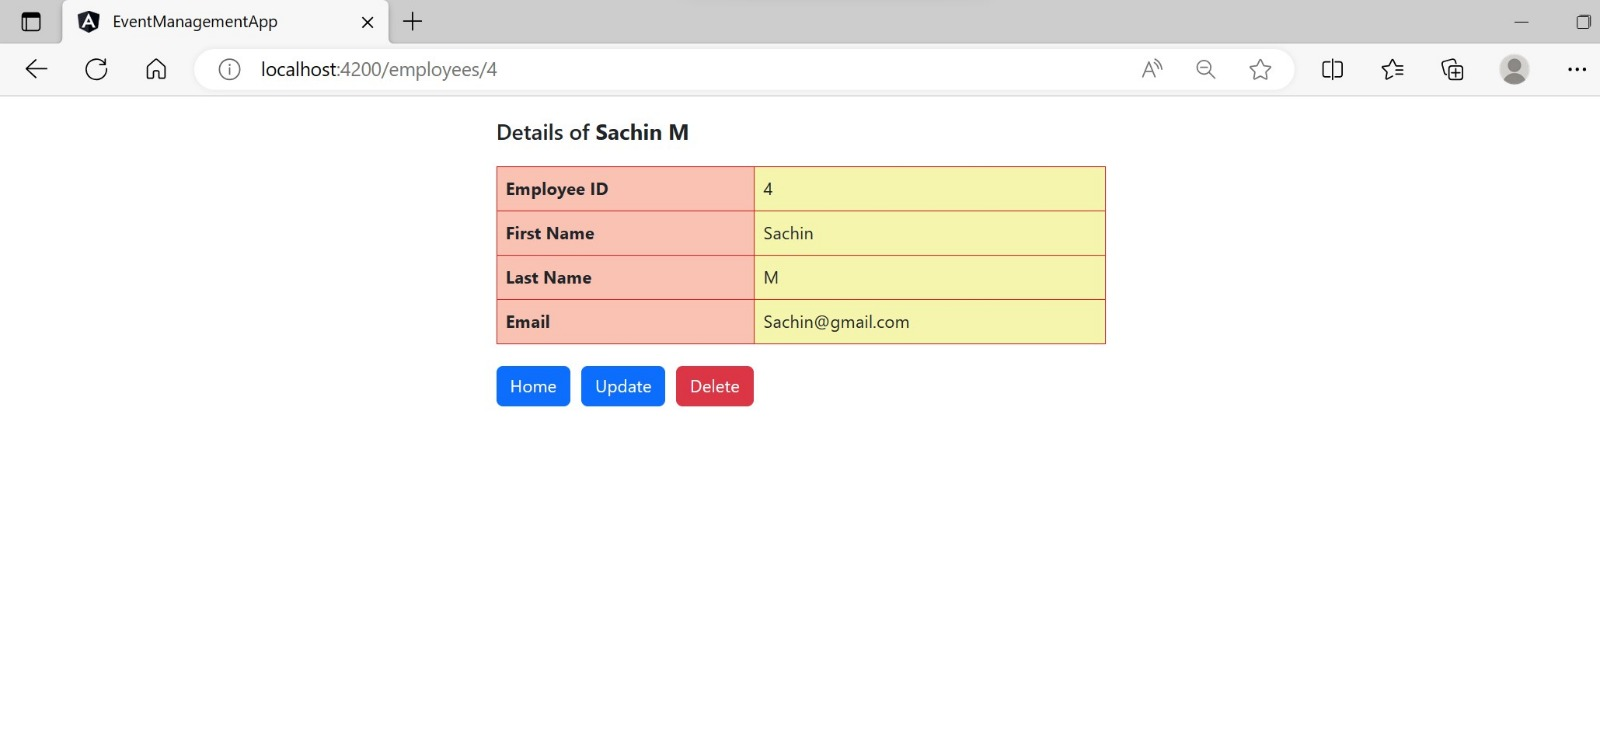 EventManagementApp
localhost:4200/employees/4
Details of Sachin M
Employee ID 4
First Name Sachin
Last Name M
Email Sachin@gmail.com
Home Update Delete